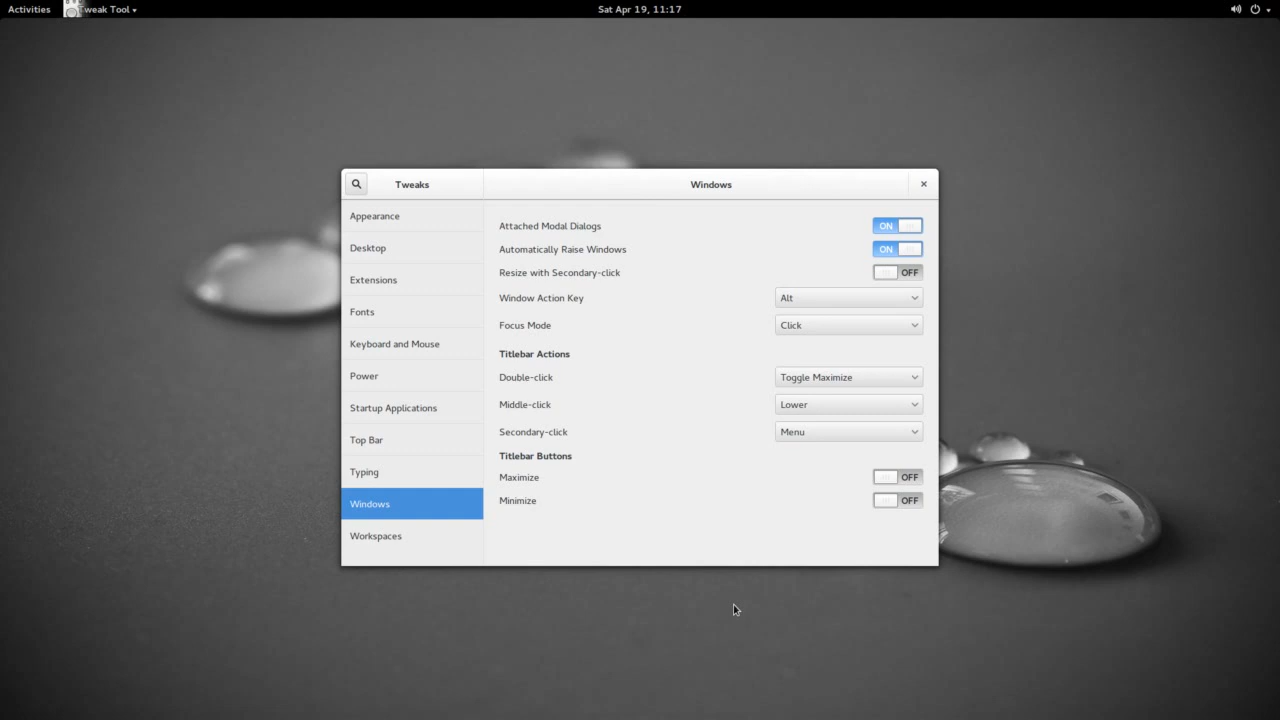 Activities
Tweak Tool
Sat Apr 19, 11:17
Tweaks
Windows
Appearance
Desktop
Extensions
Fonts
Keyboard and Mouse
Power
Startup Applications
Top Bar
Typing
Windows
Workspaces
Attached Modal Dialogs ON
Automatically Raise Windows ON
Resize with Secondary-click OFF
Window Action Key Alt
Focus Mode Click
Titlebar Actions
Double-click Toggle Maximize
Middle-click Lower
Secondary-click Menu
Titlebar Buttons
Maximize OFF
Minimize OFF